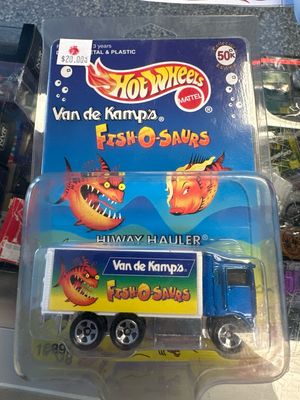 3 years
METAL & PLASTIC
$20.00
50K
HOT WHEELS
MATTEL
Van de Kamp's
FISH-O-SAURS
HIWAY HAULER
Van de Kamp's
FISH-O-SAURS